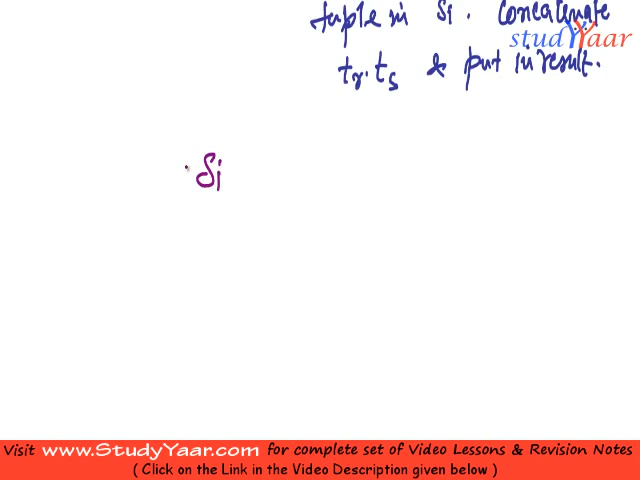 tuple in Si. Concatenate
studYYaar
tr.ts & put in result.
Si
Visit www.StudyYaar.com for complete set of Video Lessons & Revision Notes
( Click on the Link in the Video Description given below )